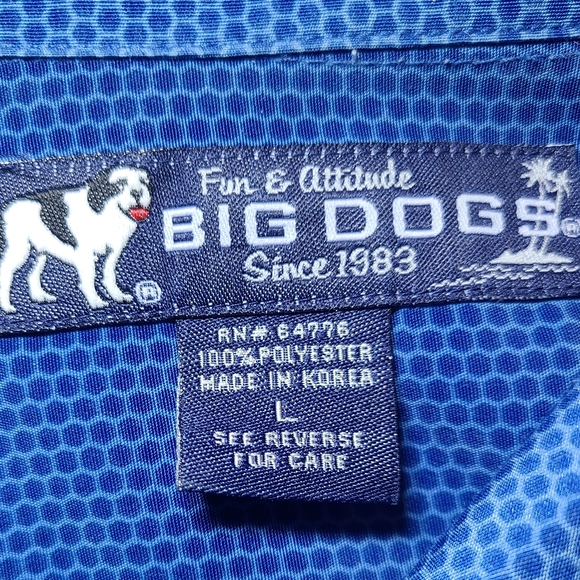 Fun & Attitude
BIG DOGS®
Since 1983
®
RN# 64776
100% POLYESTER
MADE IN KOREA
L
SEE REVERSE
FOR CARE